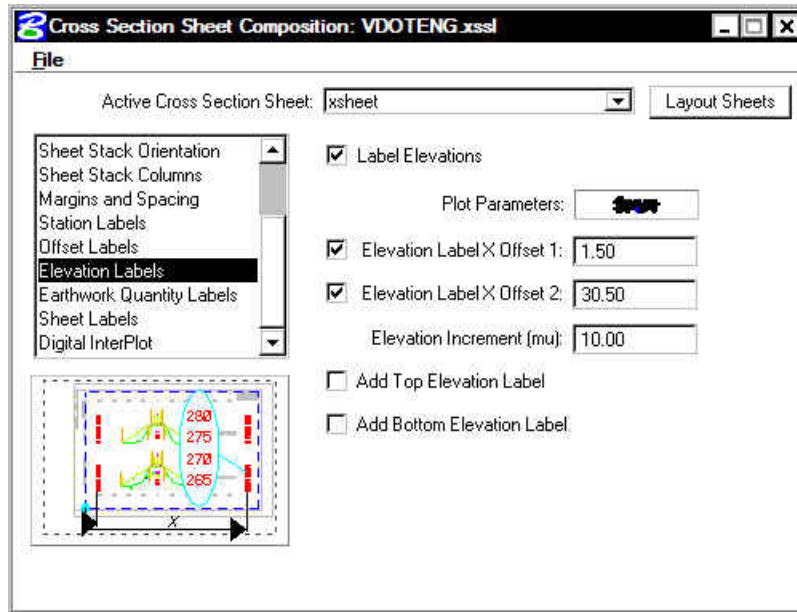 Cross Section Sheet Composition: VDOTENG.xssl
File
Active Cross Section Sheet: xsheet Layout Sheets
Sheet Stack Orientation
Sheet Stack Columns
Margins and Spacing
Station Labels
Offset Labels
Elevation Labels
Earthwork Quantity Labels
Sheet Labels
Digital InterPlot
280
275
270
265
X
Label Elevations
Plot Parameters:
Elevation Label X Offset 1: 1.50
Elevation Label X Offset 2: 30.50
Elevation Increment (mu): 10.00
Add Top Elevation Label
Add Bottom Elevation Label